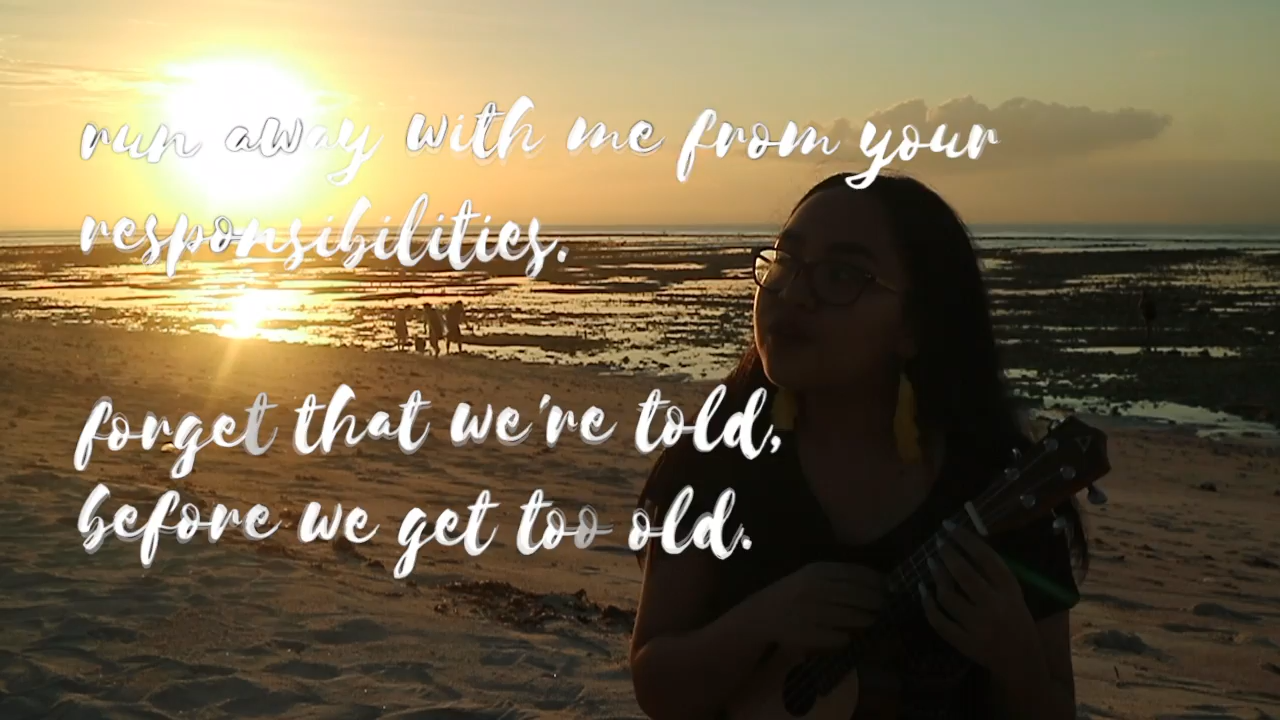 run away with me from your
responsibilities.
forget that we're told,
before we get too old.